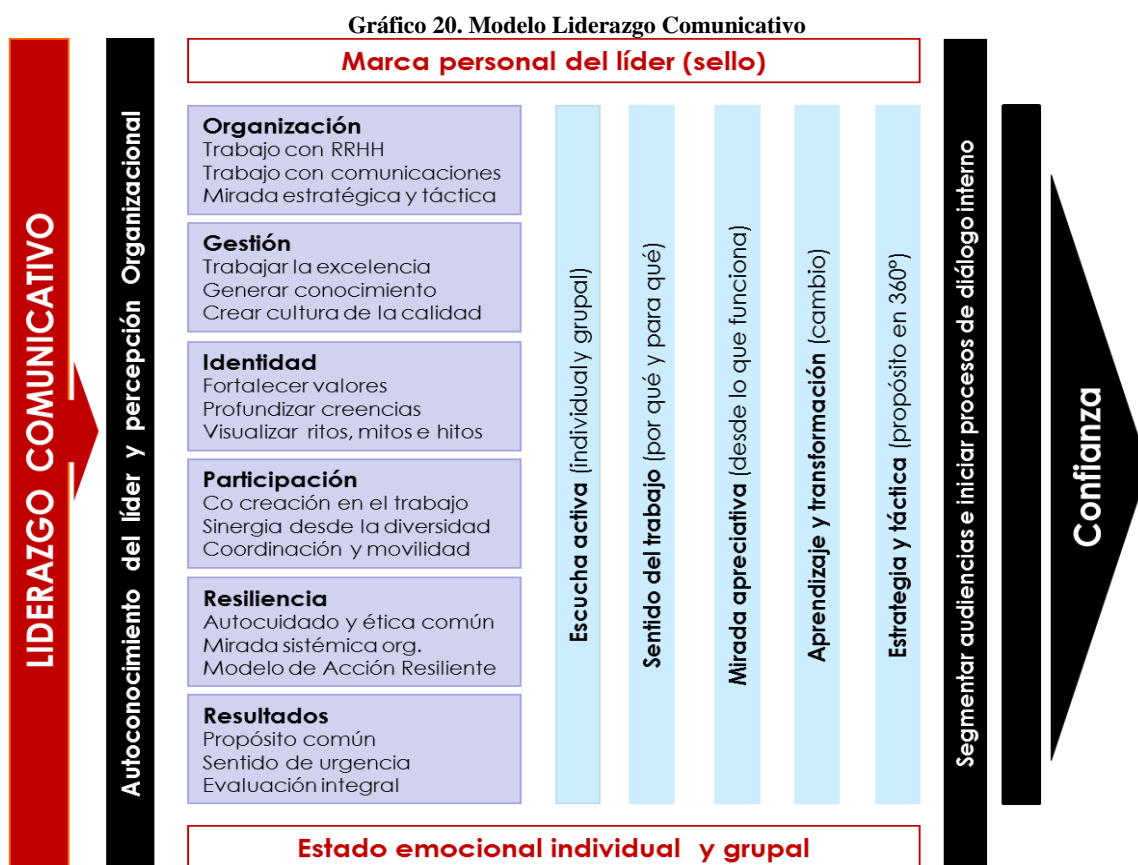 Gráfico 20. Modelo Liderazgo Comunicativo
LIDERAZGO COMUNICATIVO
Autoconocimiento del líder y percepción Organizacional
Marca personal del líder (sello)
Organización
Trabajo con RRHH
Trabajo con comunicaciones
Mirada estratégica y táctica
Gestión
Trabajar la excelencia
Generar conocimiento
Crear cultura de la calidad
Identidad
Fortalecer valores
Profundizar creencias
Visualizar ritos, mitos e hitos
Participación
Co creación en el trabajo
Sinergia desde la diversidad
Coordinación y movilidad
Resiliencia
Autocuidado y ética común
Mirada sistémica org.
Modelo de Acción Resiliente
Resultados
Propósito común
Sentido de urgencia
Evaluación integral
Escucha activa (individual y grupal)
Sentido del trabajo (por qué y para qué)
Mirada apreciativa (desde lo que funciona)
Aprendizaje y transformación (cambio)
Estrategia y táctica (propósito en 360º)
Estado emocional individual y grupal
Segmentar audiencias e iniciar procesos de diálogo interno
Confianza